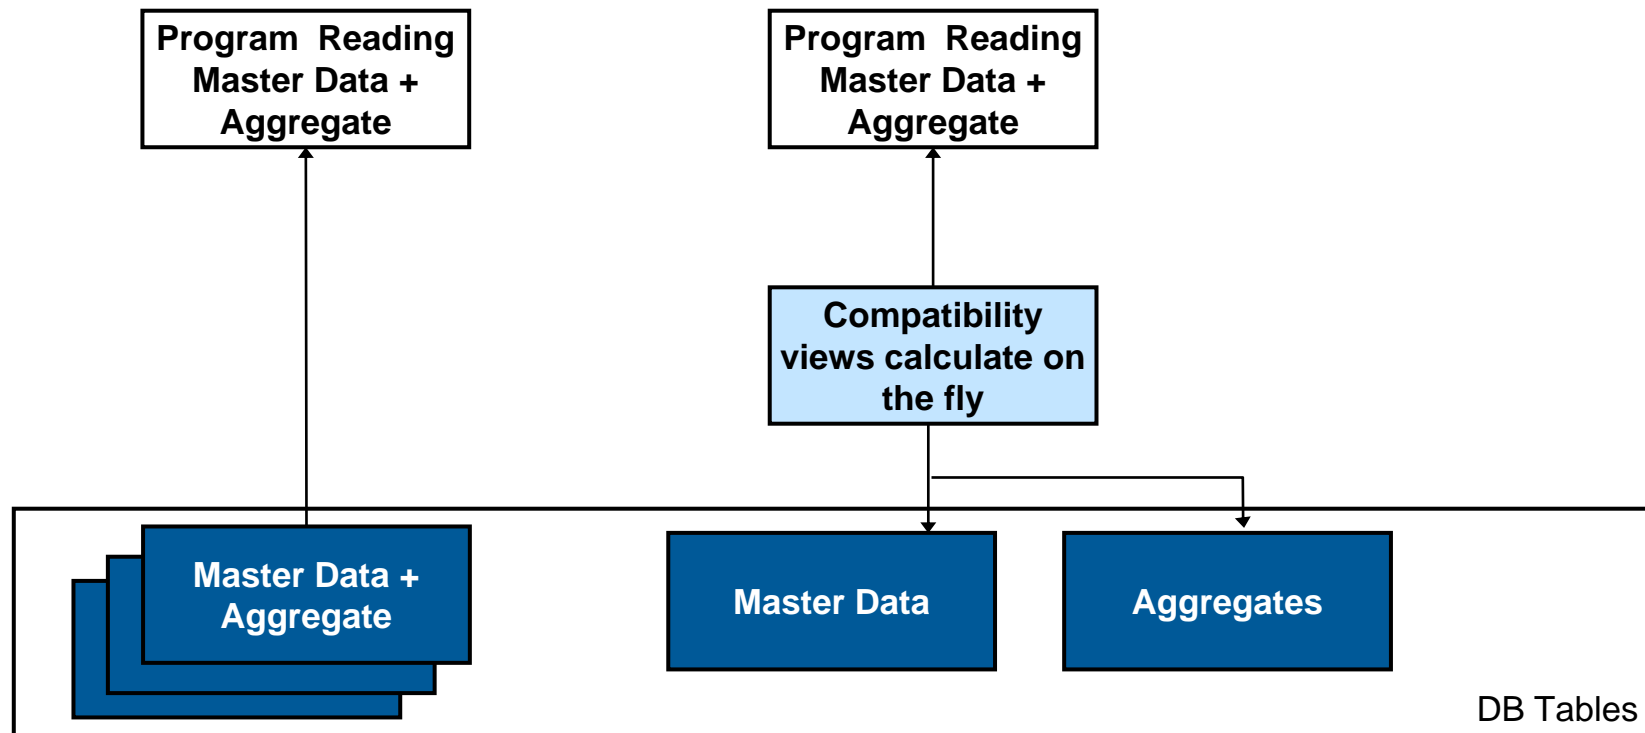 Program Reading
Master Data +
Aggregate
Program Reading
Master Data +
Aggregate
Compatibility
views calculate on
the fly
Master Data +
Aggregate
Master Data
Aggregates
DB Tables